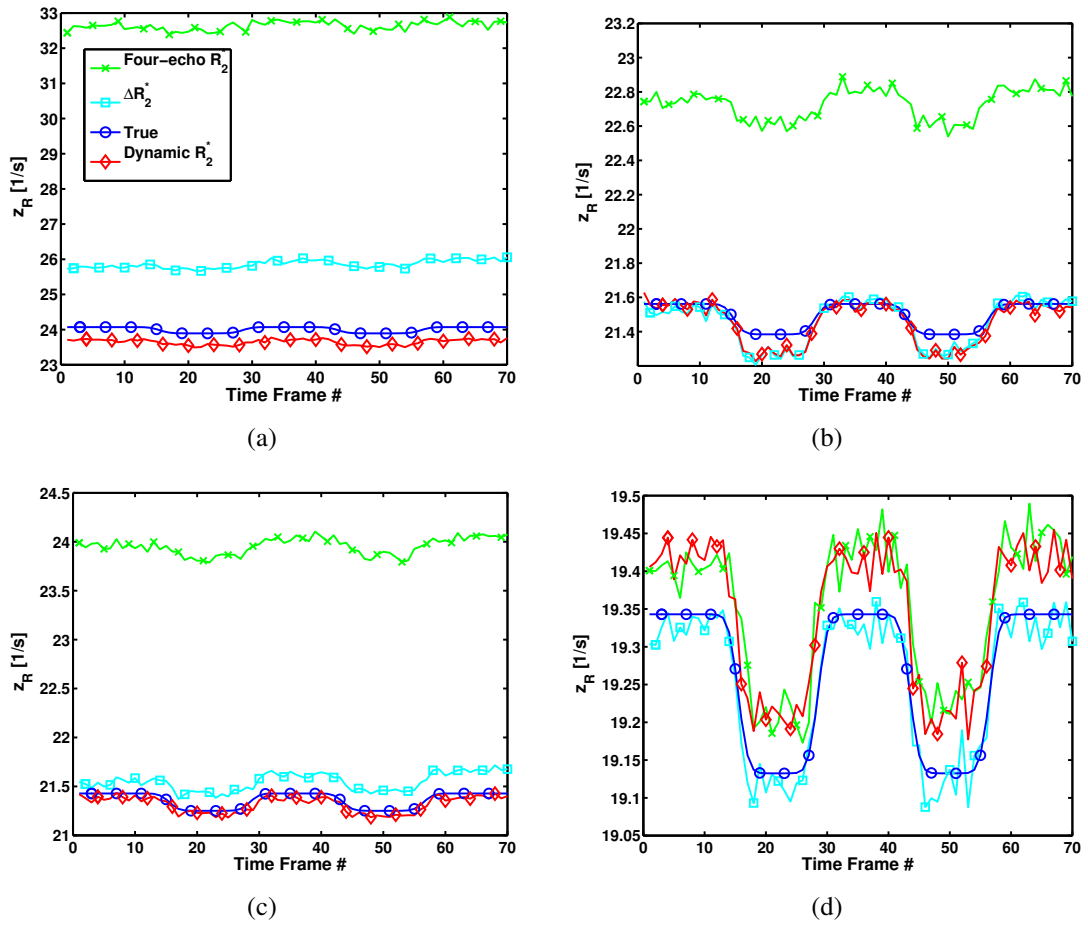 33
32
31
30
29
28
27
26
25
24
23
z_R [1/s]
Four-echo R_2^*
ΔR_2^*
True
Dynamic R_2^*
0 10 20 30 40 50 60 70
Time Frame #
(a)
23.2
23
22.8
22.6
22.4
22.2
22
21.8
21.6
21.4
z_R [1/s]
0 10 20 30 40 50 60 70
Time Frame #
(b)
24.5
24
23.5
23
22.5
22
21.5
21
z_R [1/s]
0 10 20 30 40 50 60 70
Time Frame #
(c)
19.5
19.45
19.4
19.35
19.3
19.25
19.2
19.15
19.1
19.05
z_R [1/s]
0 10 20 30 40 50 60 70
Time Frame #
(d)